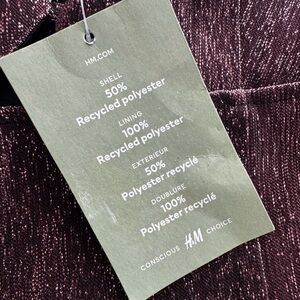 HM.COM
SHELL
50%
Recycled polyester
LINING
100%
Recycled polyester
EXTERIEUR
50%
Polyester recyclé
DOUBLURE
100%
Polyester recyclé
CONSCIOUS H&M CHOICE